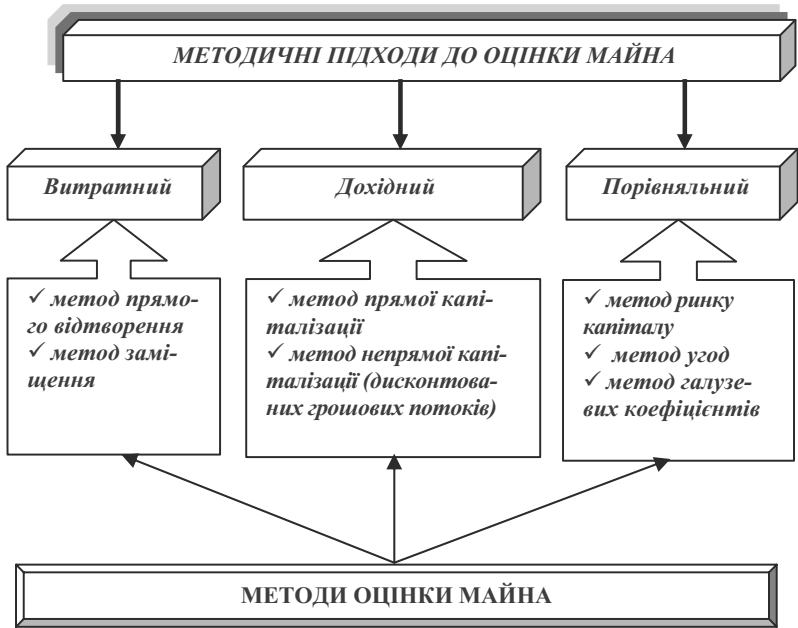 МЕТОДИЧНІ ПІДХОДИ ДО ОЦІНКИ МАЙНА
Витратний
Дохідний
Порівняльний
✓ метод прямо-
го відтворення
✓ метод замі-
щення
✓ метод прямої капі-
талізації
✓ метод непрямої капі-
талізації (дисконтова-
них грошових потоків)
✓ метод ринку
капіталу
✓ метод угод
✓ метод галузе-
вих коефіцієнтів
МЕТОДИ ОЦІНКИ МАЙНА